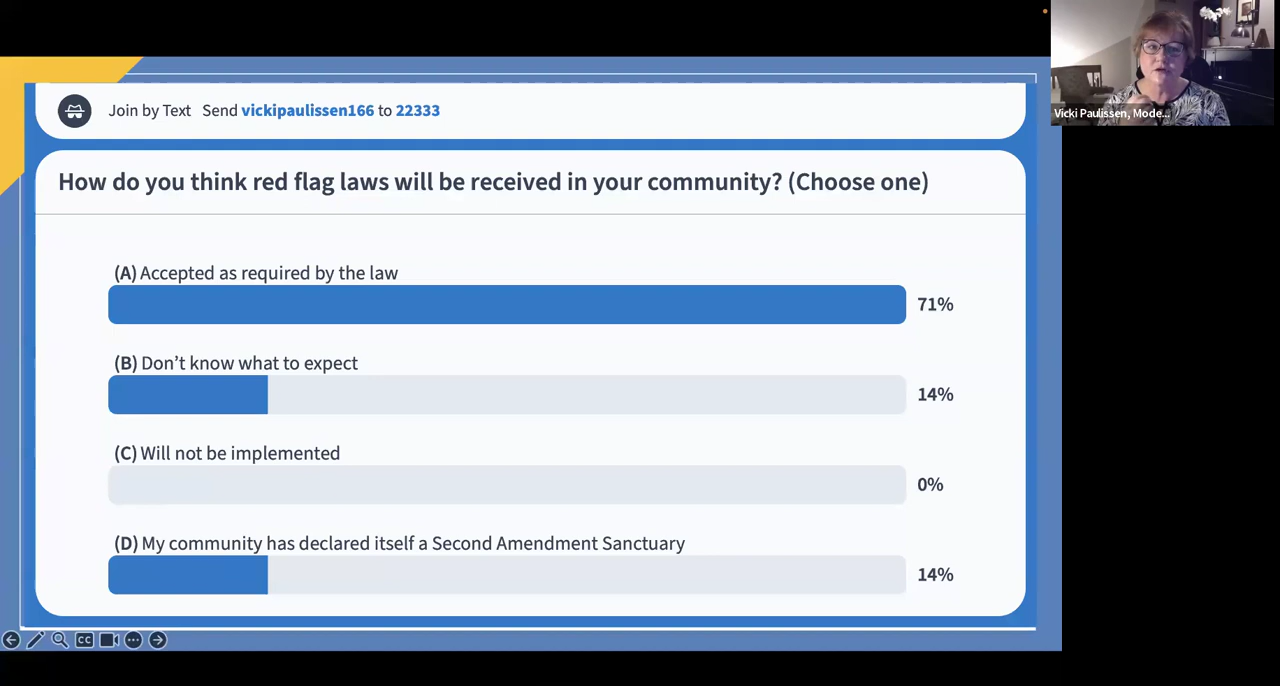 Join by Text Send vickipaulissen166 to 22333
Vicki Paulissen, Mode...
How do you think red flag laws will be received in your community? (Choose one)
(A) Accepted as required by the law
71%
(B) Don’t know what to expect
14%
(C) Will not be implemented
0%
(D) My community has declared itself a Second Amendment Sanctuary
14%
CC